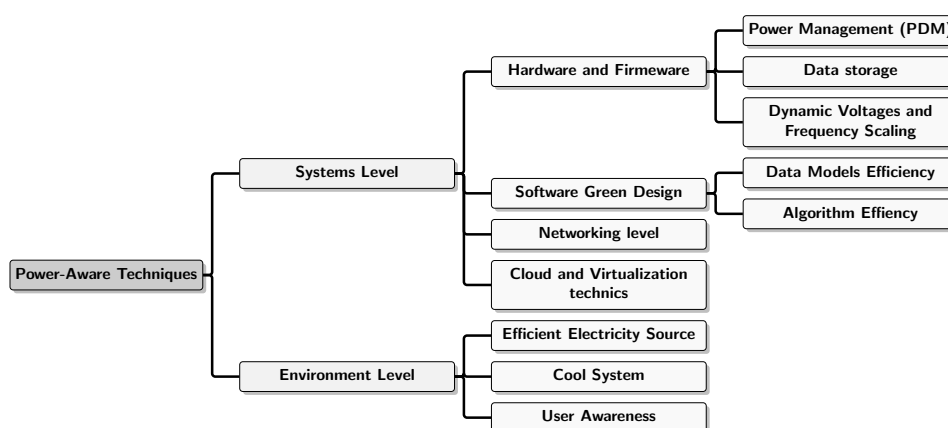 Power Management (PDM)
Hardware and Firmeware
Data storage
Dynamic Voltages and
Frequency Scaling
Systems Level
Data Models Efficiency
Software Green Design
Algorithm Effiency
Networking level
Power-Aware Techniques
Cloud and Virtualization
technics
Efficient Electricity Source
Environment Level
Cool System
User Awareness